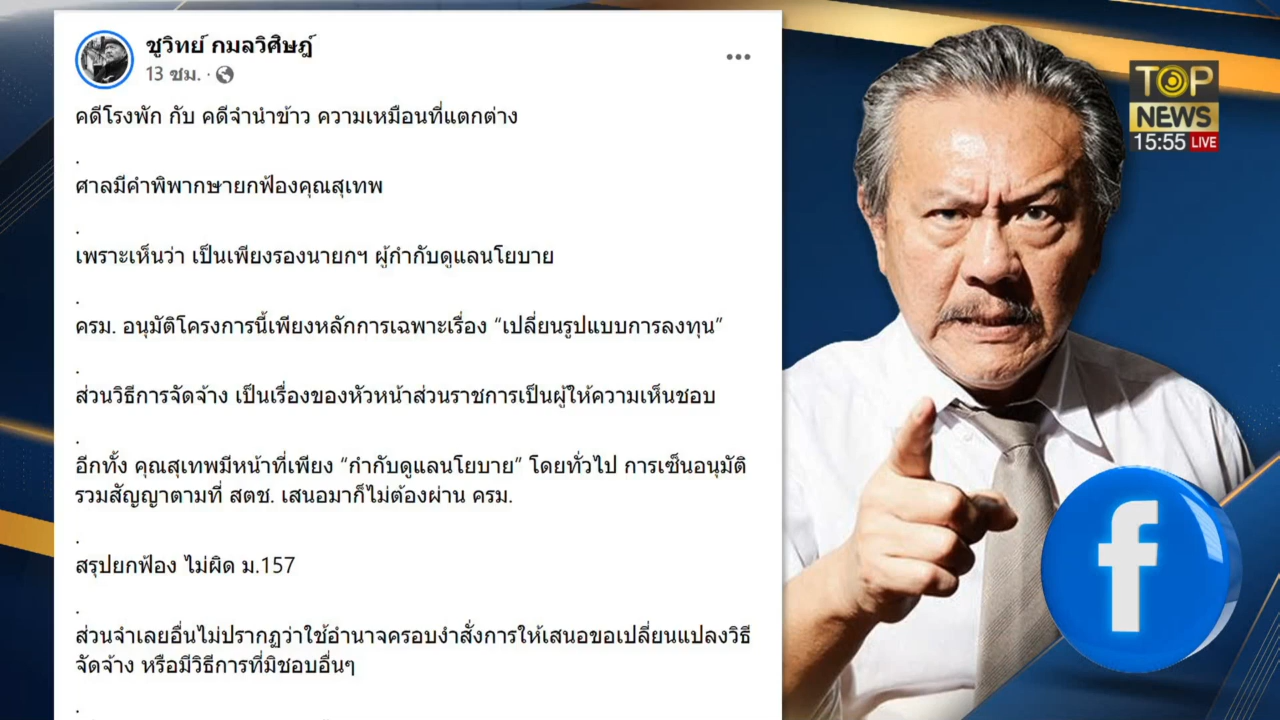 ชูวิทย์ กมลวิศิษฎ์
13 ชม. ·
คดีโรงพัก กับ คดีจำนำข้าว ความเหมือนที่แตกต่าง
.
ศาลมีคำพิพากษายกฟ้องคุณสุเทพ
.
เพราะเห็นว่า เป็นเพียงรองนายกฯ ผู้กำกับดูแลนโยบาย
.
ครม. อนุมัติโครงการนี้เพียงหลักการเฉพาะเรื่อง “เปลี่ยนรูปแบบการลงทุน”
.
ส่วนวิธีการจัดจ้าง เป็นเรื่องของหัวหน้าส่วนราชการเป็นผู้ให้ความเห็นชอบ
.
อีกทั้ง คุณสุเทพมีหน้าที่เพียง “กำกับดูแลนโยบาย” โดยทั่วไป การเซ็นอนุมัติ
รวมสัญญาตามที่ สตช. เสนอมาก็ไม่ต้องผ่าน ครม.
.
สรุปยกฟ้อง ไม่ผิด ม.157
.
ส่วนจำเลยอื่นไม่ปรากฏว่าใช้อำนาจครอบงำสั่งการให้เสนอขอเปลี่ยนแปลงวิธี
จัดจ้าง หรือมีวิธีการที่มิชอบอื่นๆ
.
TOP
NEWS
15:55 LIVE
f